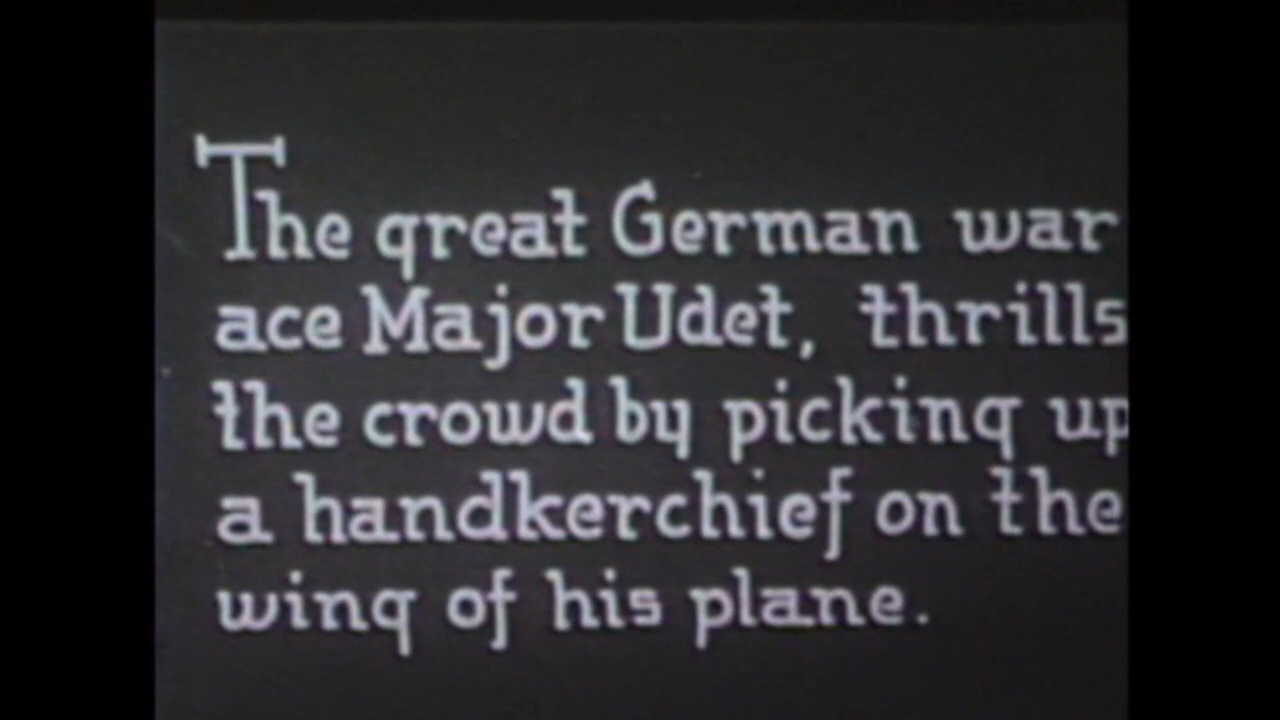 The great German war
ace Major Udet, thrills
the crowd by picking up
a handkerchief on the
wing of his plane.